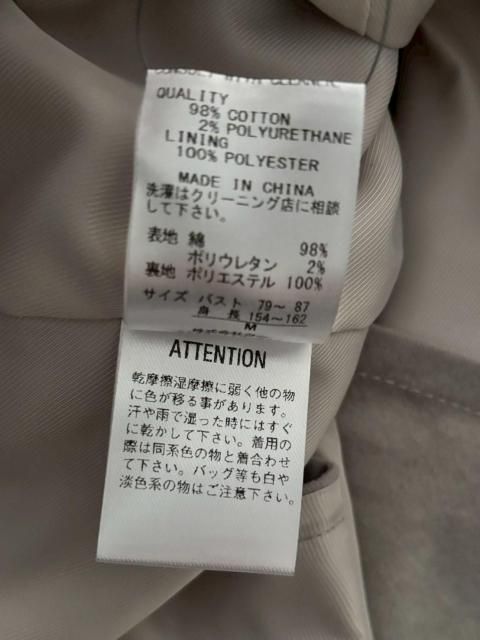 QUALITY
98% COTTON
2% POLYURETHANE
LINING
100% POLYESTER
MADE IN CHINA
洗濯はクリーニング店に相談
して下さい。
表地 綿 98%
ポリウレタン 2%
裏地 ポリエステル 100%
サイズ バスト 79～ 87
身 長 154～162
M
ATTENTION
乾摩擦湿摩擦に弱く他の物
に色が移る事があります。
汗や雨で湿った時にはすぐ
に乾かして下さい。着用の
際は同系色の物と着合わせ
て下さい。バッグ等も白や
淡色系の物はご注意下さい。